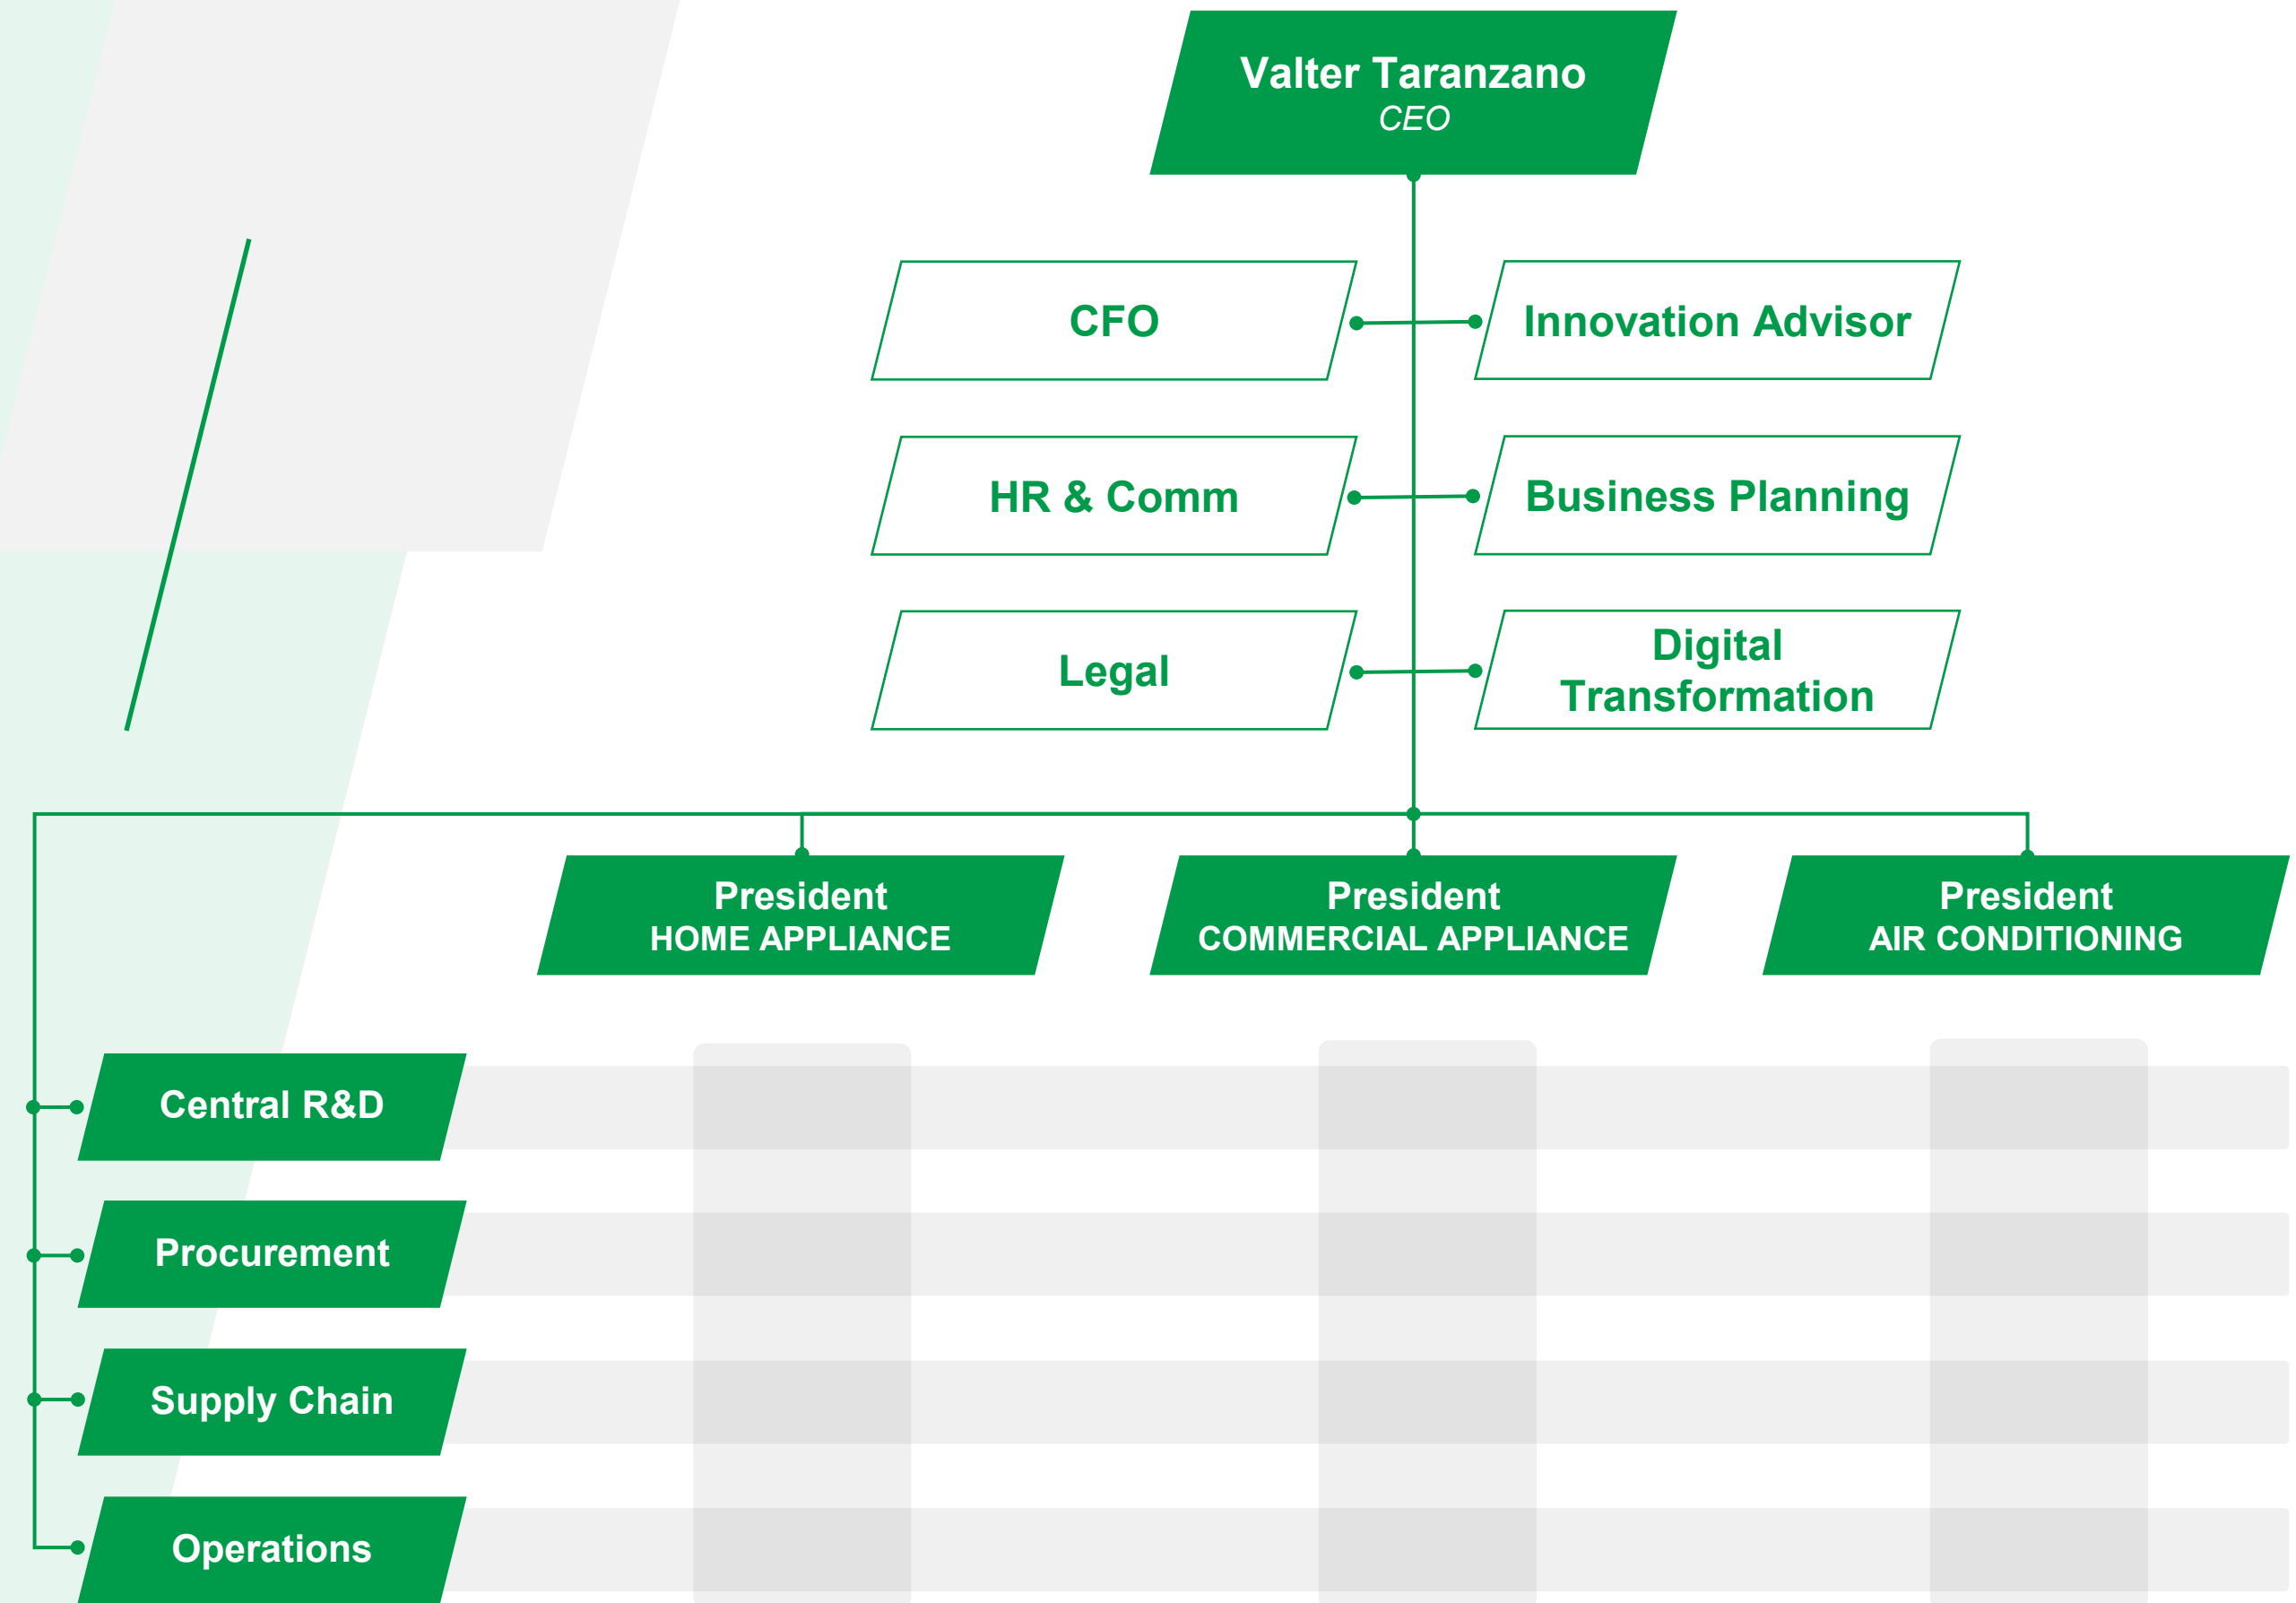 Valter Taranzano
CEO
CFO
Innovation Advisor
HR & Comm
Business Planning
Legal
Digital
Transformation
President
HOME APPLIANCE
President
COMMERCIAL APPLIANCE
President
AIR CONDITIONING
Central R&D
Procurement
Supply Chain
Operations